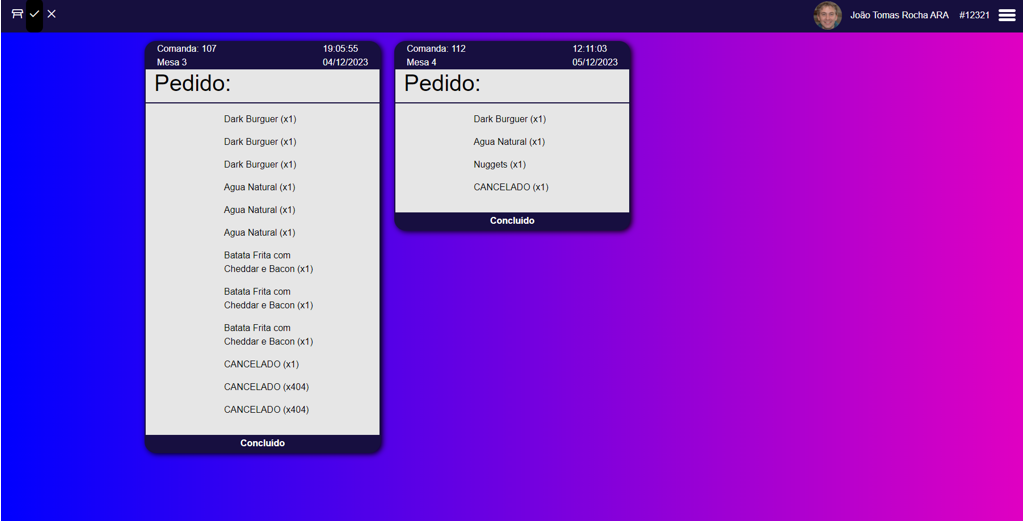 João Tomas Rocha ARA #12321
Comanda: 107 19:05:55
Mesa 3 04/12/2023
Pedido:
Dark Burguer (x1)
Dark Burguer (x1)
Dark Burguer (x1)
Agua Natural (x1)
Agua Natural (x1)
Agua Natural (x1)
Batata Frita com
Cheddar e Bacon (x1)
Batata Frita com
Cheddar e Bacon (x1)
Batata Frita com
Cheddar e Bacon (x1)
CANCELADO (x1)
CANCELADO (x404)
CANCELADO (x404)
Concluido
Comanda: 112 12:11:03
Mesa 4 05/12/2023
Pedido:
Dark Burguer (x1)
Agua Natural (x1)
Nuggets (x1)
CANCELADO (x1)
Concluido